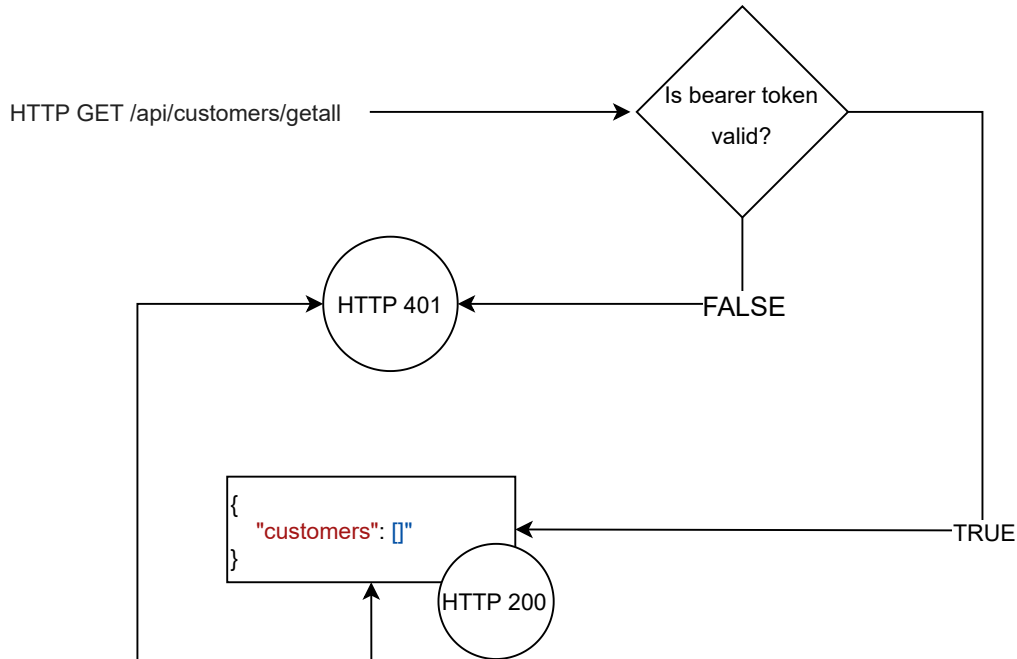 HTTP GET /api/customers/getall
Is bearer token
valid?
HTTP 401
FALSE
{
"customers": []"
}
TRUE
HTTP 200